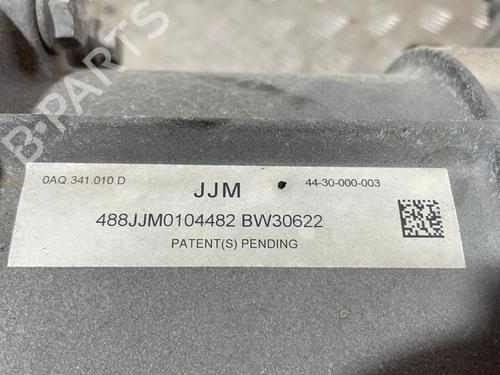 B-PARTS
0AQ.341.010.D
JJM
44-30-000-003
488JJM0104482 BW30622
PATENT(S) PENDING